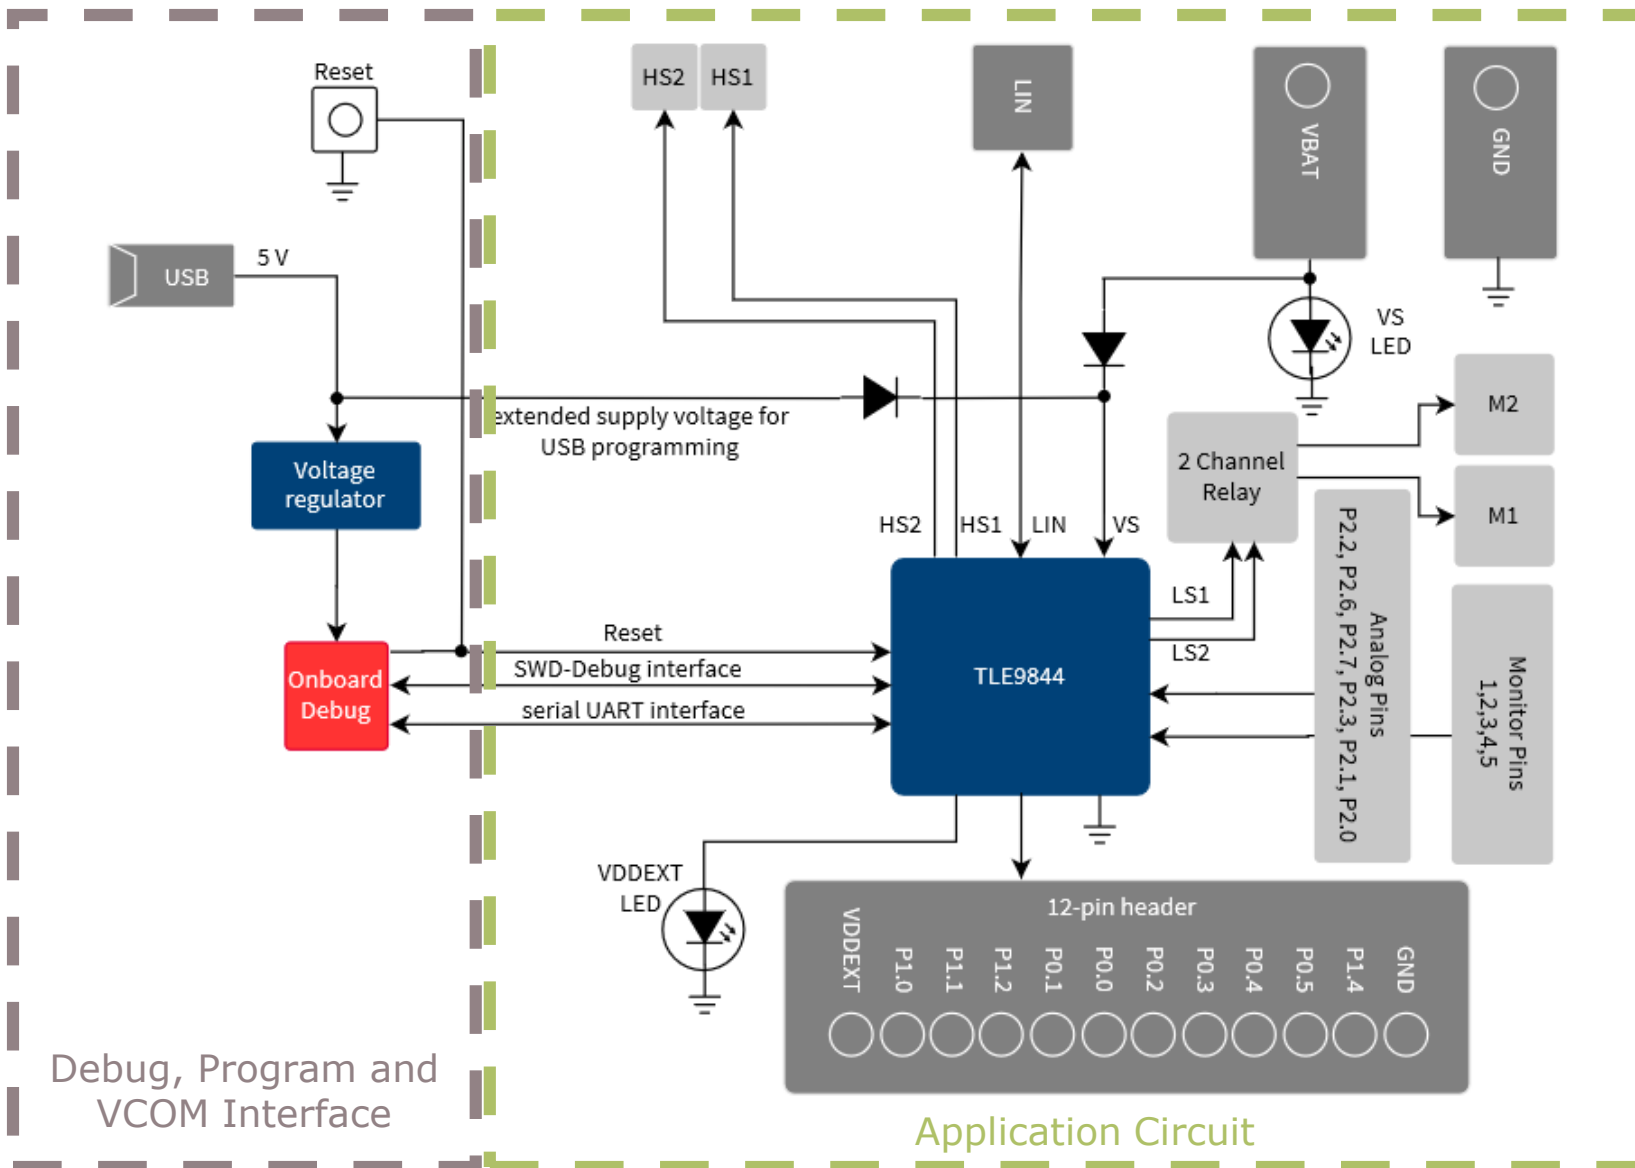 Reset
USB
5 V
Voltage
regulator
Onboard
Debug
Debug, Program and
VCOM Interface
HS2
HS1
LIN
VBAT
GND
VS
LED
extended supply voltage for
USB programming
HS2
HS1
LIN
VS
2 Channel
Relay
M2
M1
LS1
LS2
Reset
SWD-Debug interface
serial UART interface
TLE9844
Analog Pins
P2.2, P2.6, P2.7, P2.3, P2.1, P2.0
Monitor Pins
1,2,3,4,5
VDDEXT
LED
12-pin header
VDDEXT
P1.0
P1.1
P1.2
P0.1
P0.0
P0.2
P0.3
P0.4
P0.5
P1.4
GND
Application Circuit